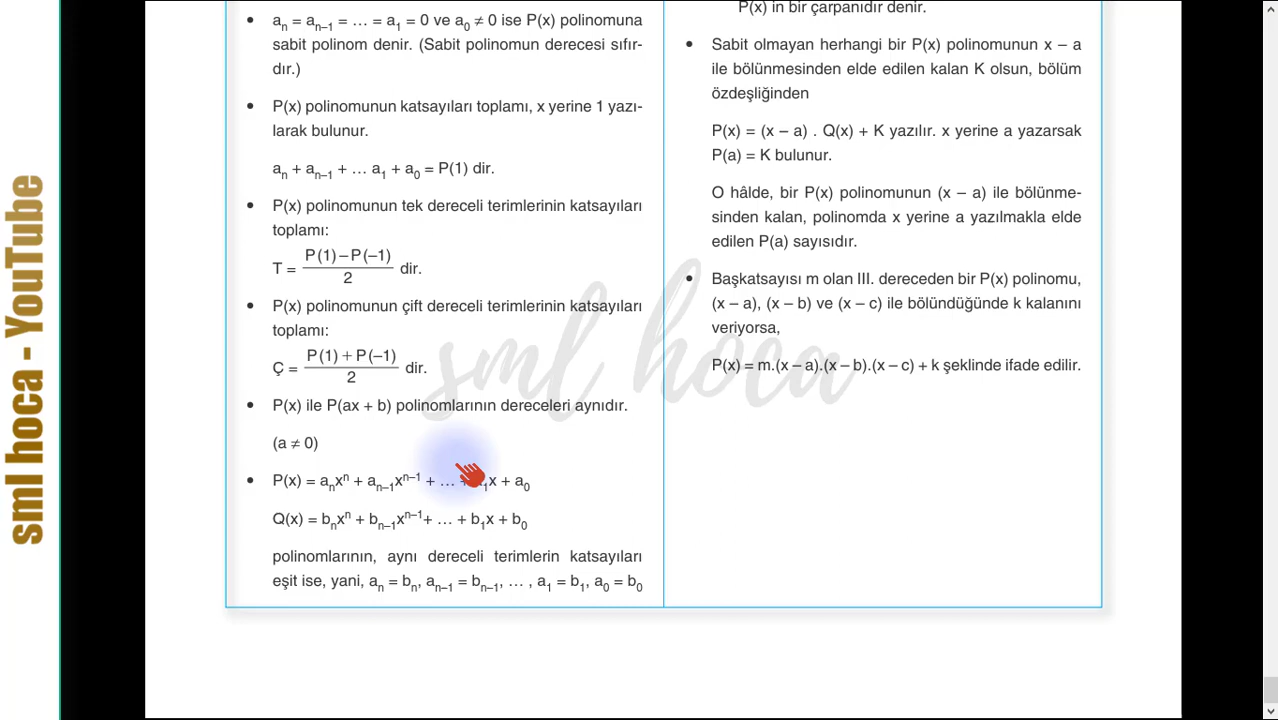 sml hoca - YouTube
• aₙ = aₙ₋₁ = … = a₁ = 0 ve a₀ ≠ 0 ise P(x) polinomuna
sabit polinom denir. (Sabit polinomun derecesi sıfır-
dır.)
• P(x) polinomunun katsayıları toplamı, x yerine 1 yazı-
larak bulunur.
aₙ + aₙ₋₁ + … a₁ + a₀ = P(1) dir.
• P(x) polinomunun tek dereceli terimlerinin katsayıları
toplamı:
T = (P(1) – P(–1))/2 dir.
• P(x) polinomunun çift dereceli terimlerinin katsayıları
toplamı:
Ç = (P(1) + P(–1))/2 dir.
• P(x) ile P(ax + b) polinomlarının dereceleri aynıdır.
(a ≠ 0)
• P(x) = aₙxⁿ + aₙ₋₁xⁿ⁻¹ + … + a₁x + a₀
Q(x) = bₙxⁿ + bₙ₋₁xⁿ⁻¹+ … + b₁x + b₀
polinomlarının, aynı dereceli terimlerin katsayıları
eşit ise, yani, aₙ = bₙ, aₙ₋₁ = bₙ₋₁, … , a₁ = b₁, a₀ = b₀
P(x) in bir çarpanıdır denir.
• Sabit olmayan herhangi bir P(x) polinomunun x – a
ile bölünmesinden elde edilen kalan K olsun, bölüm
özdeşliğinden
P(x) = (x – a) . Q(x) + K yazılır. x yerine a yazarsak
P(a) = K bulunur.
O hâlde, bir P(x) polinomunun (x – a) ile bölünme-
sinden kalan, polinomda x yerine a yazılmakla elde
edilen P(a) sayısıdır.
• Başkatsayısı m olan III. dereceden bir P(x) polinomu,
(x – a), (x – b) ve (x – c) ile bölündüğünde k kalanını
veriyorsa,
P(x) = m.(x – a).(x – b).(x – c) + k şeklinde ifade edilir.
sml hoca